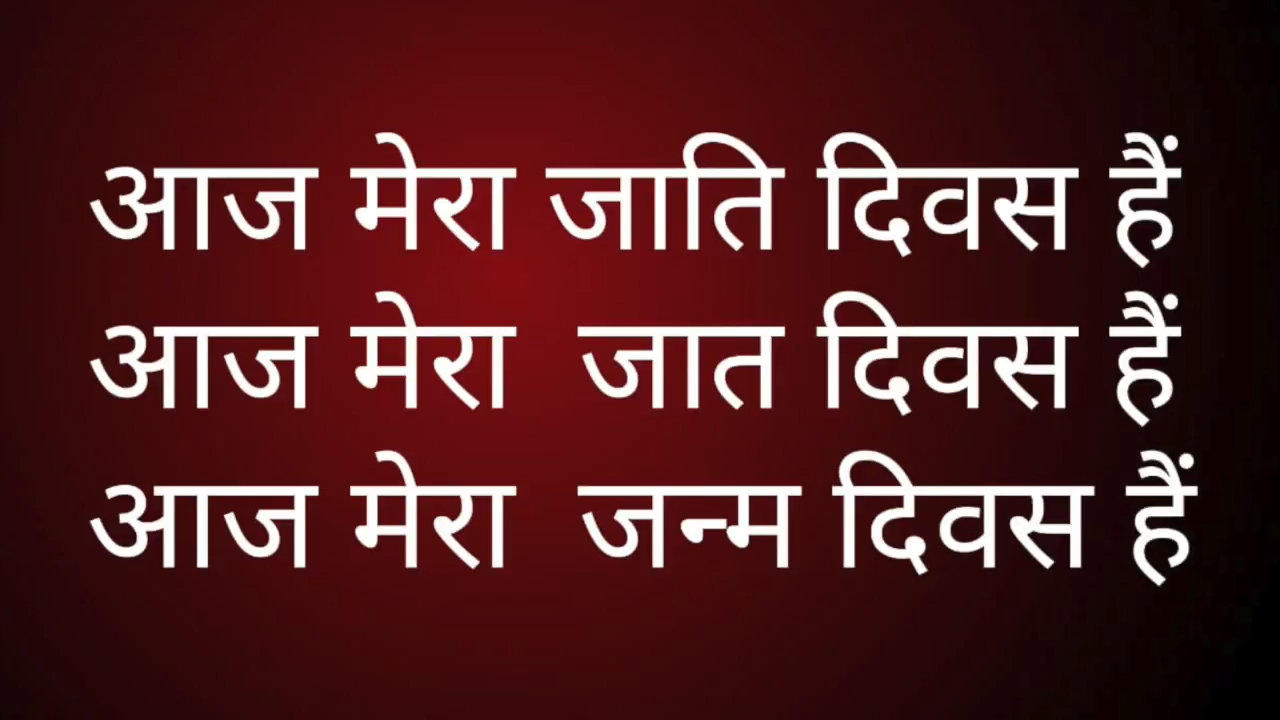 आज मेरा जाति दिवस हैं
आज मेरा जात दिवस हैं
आज मेरा जन्म दिवस हैं